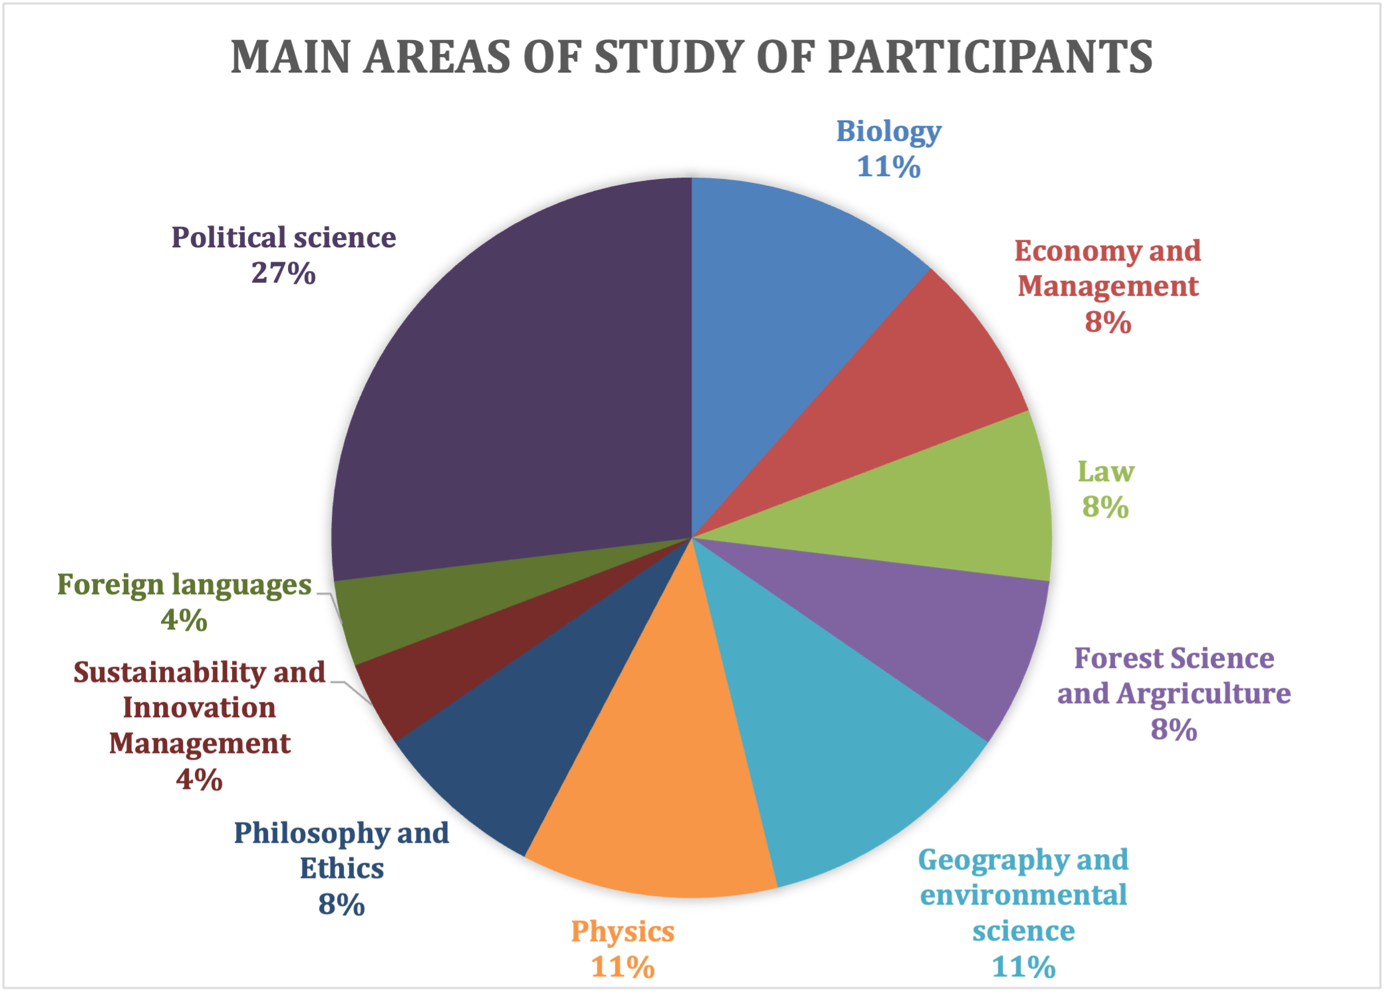 MAIN AREAS OF STUDY OF PARTICIPANTS
Biology
11%
Economy and
Management
8%
Law
8%
Forest Science
and Argriculture
8%
Geography and
environmental
science
11%
Physics
11%
Philosophy and
Ethics
8%
Sustainability and
Innovation
Management
4%
Foreign languages
4%
Political science
27%